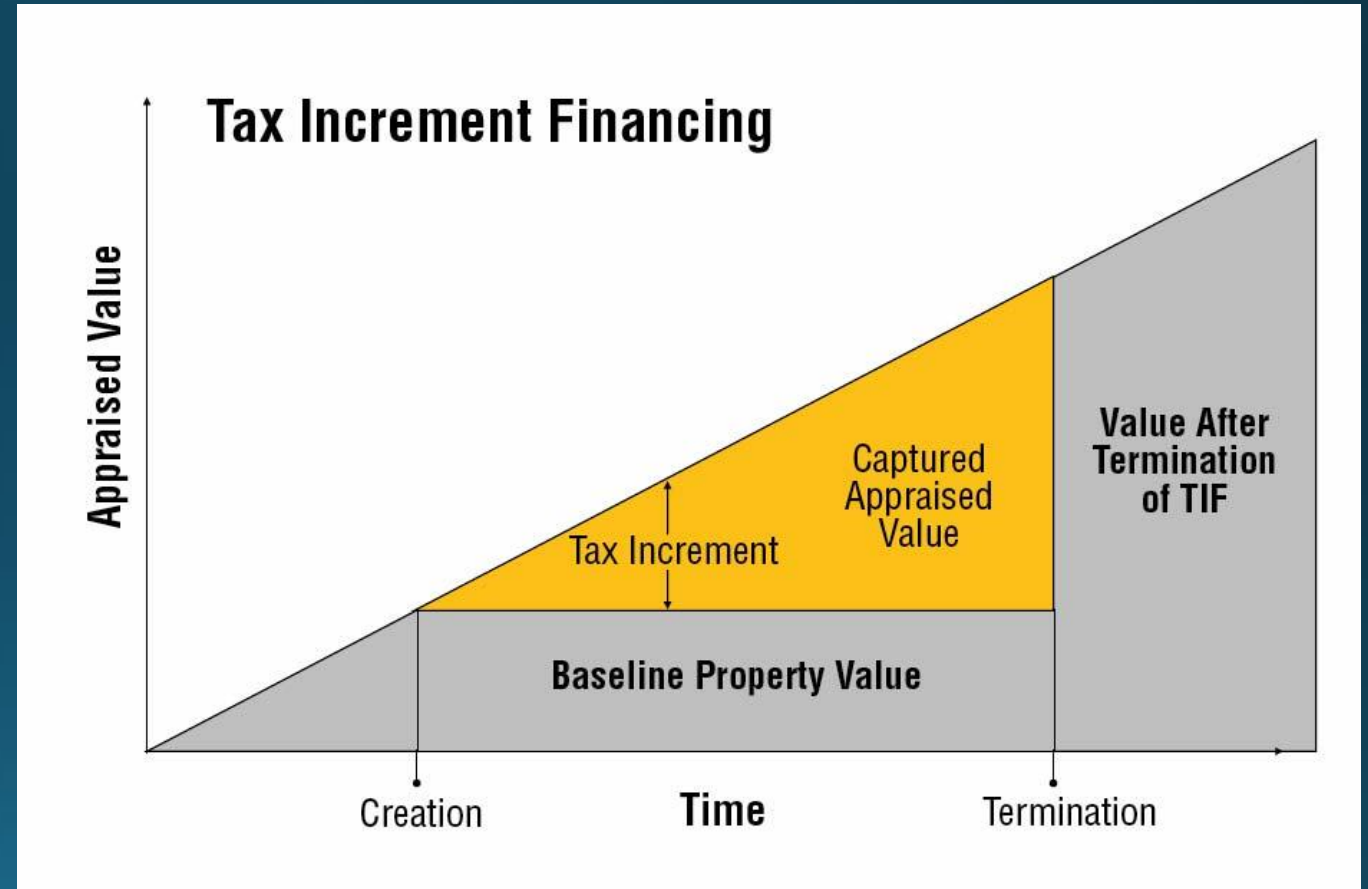 Tax Increment Financing
Appraised Value
Captured
Appraised
Value
Value After
Termination
of TIF
Tax Increment
Baseline Property Value
Creation
Time
Termination